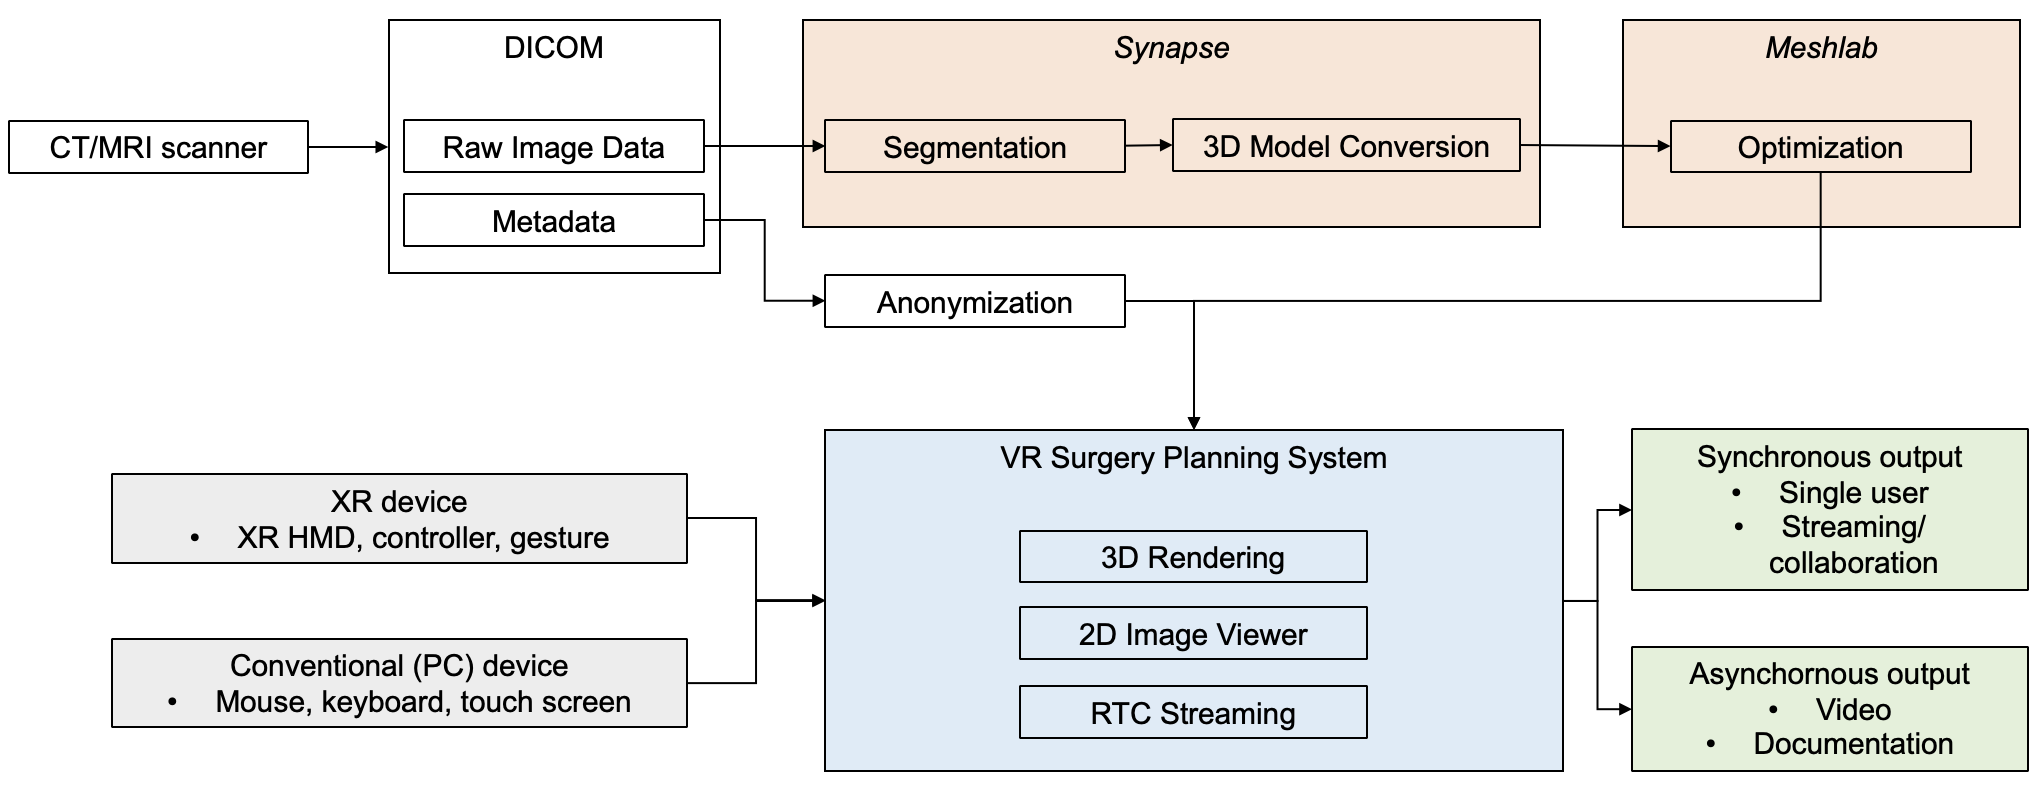 DICOM
Synapse
Meshlab
CT/MRI scanner
Raw Image Data
Segmentation
3D Model Conversion
Optimization
Metadata
Anonymization
VR Surgery Planning System
3D Rendering
2D Image Viewer
RTC Streaming
XR device
• XR HMD, controller, gesture
Conventional (PC) device
• Mouse, keyboard, touch screen
Synchronous output
• Single user
• Streaming/
collaboration
Asynchornous output
• Video
• Documentation